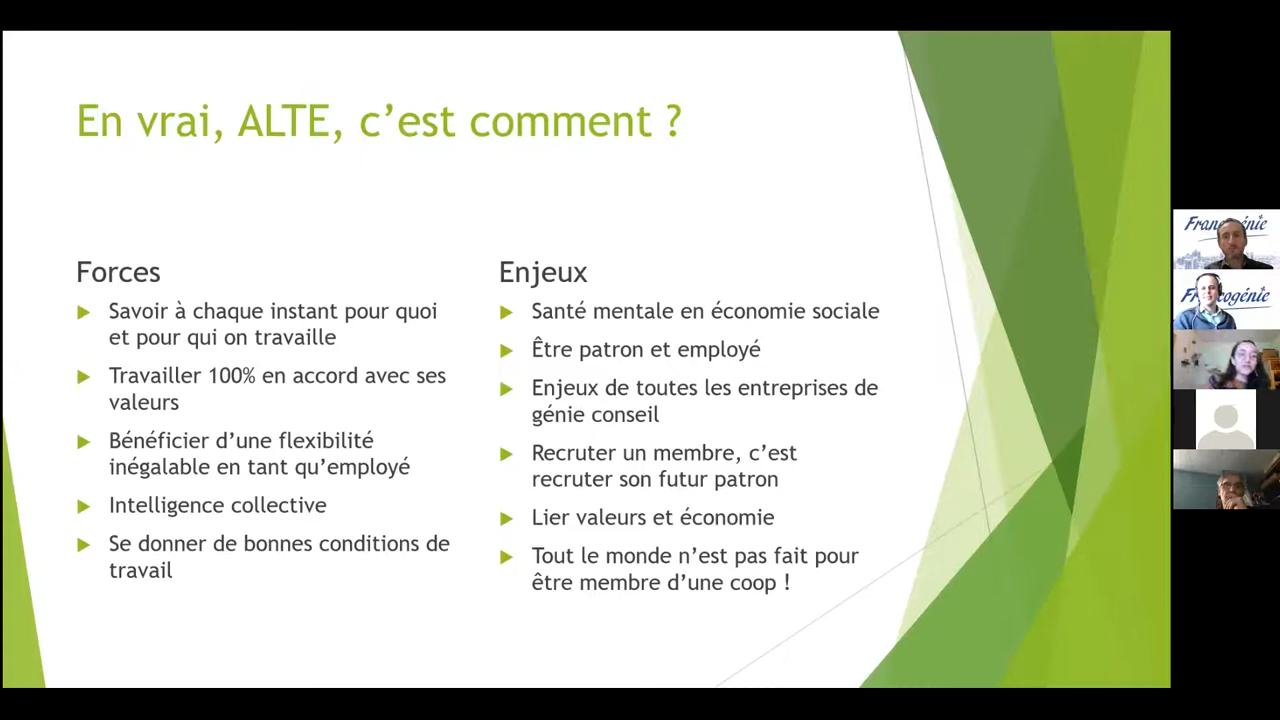 En vrai, ALTE, c’est comment ?
Forces
Savoir à chaque instant pour quoi
et pour qui on travaille
Travailler 100% en accord avec ses
valeurs
Bénéficier d’une flexibilité
inégalable en tant qu’employé
Intelligence collective
Se donner de bonnes conditions de
travail
Enjeux
Santé mentale en économie sociale
Être patron et employé
Enjeux de toutes les entreprises de
génie conseil
Recruter un membre, c’est
recruter son futur patron
Lier valeurs et économie
Tout le monde n’est pas fait pour
être membre d’une coop !